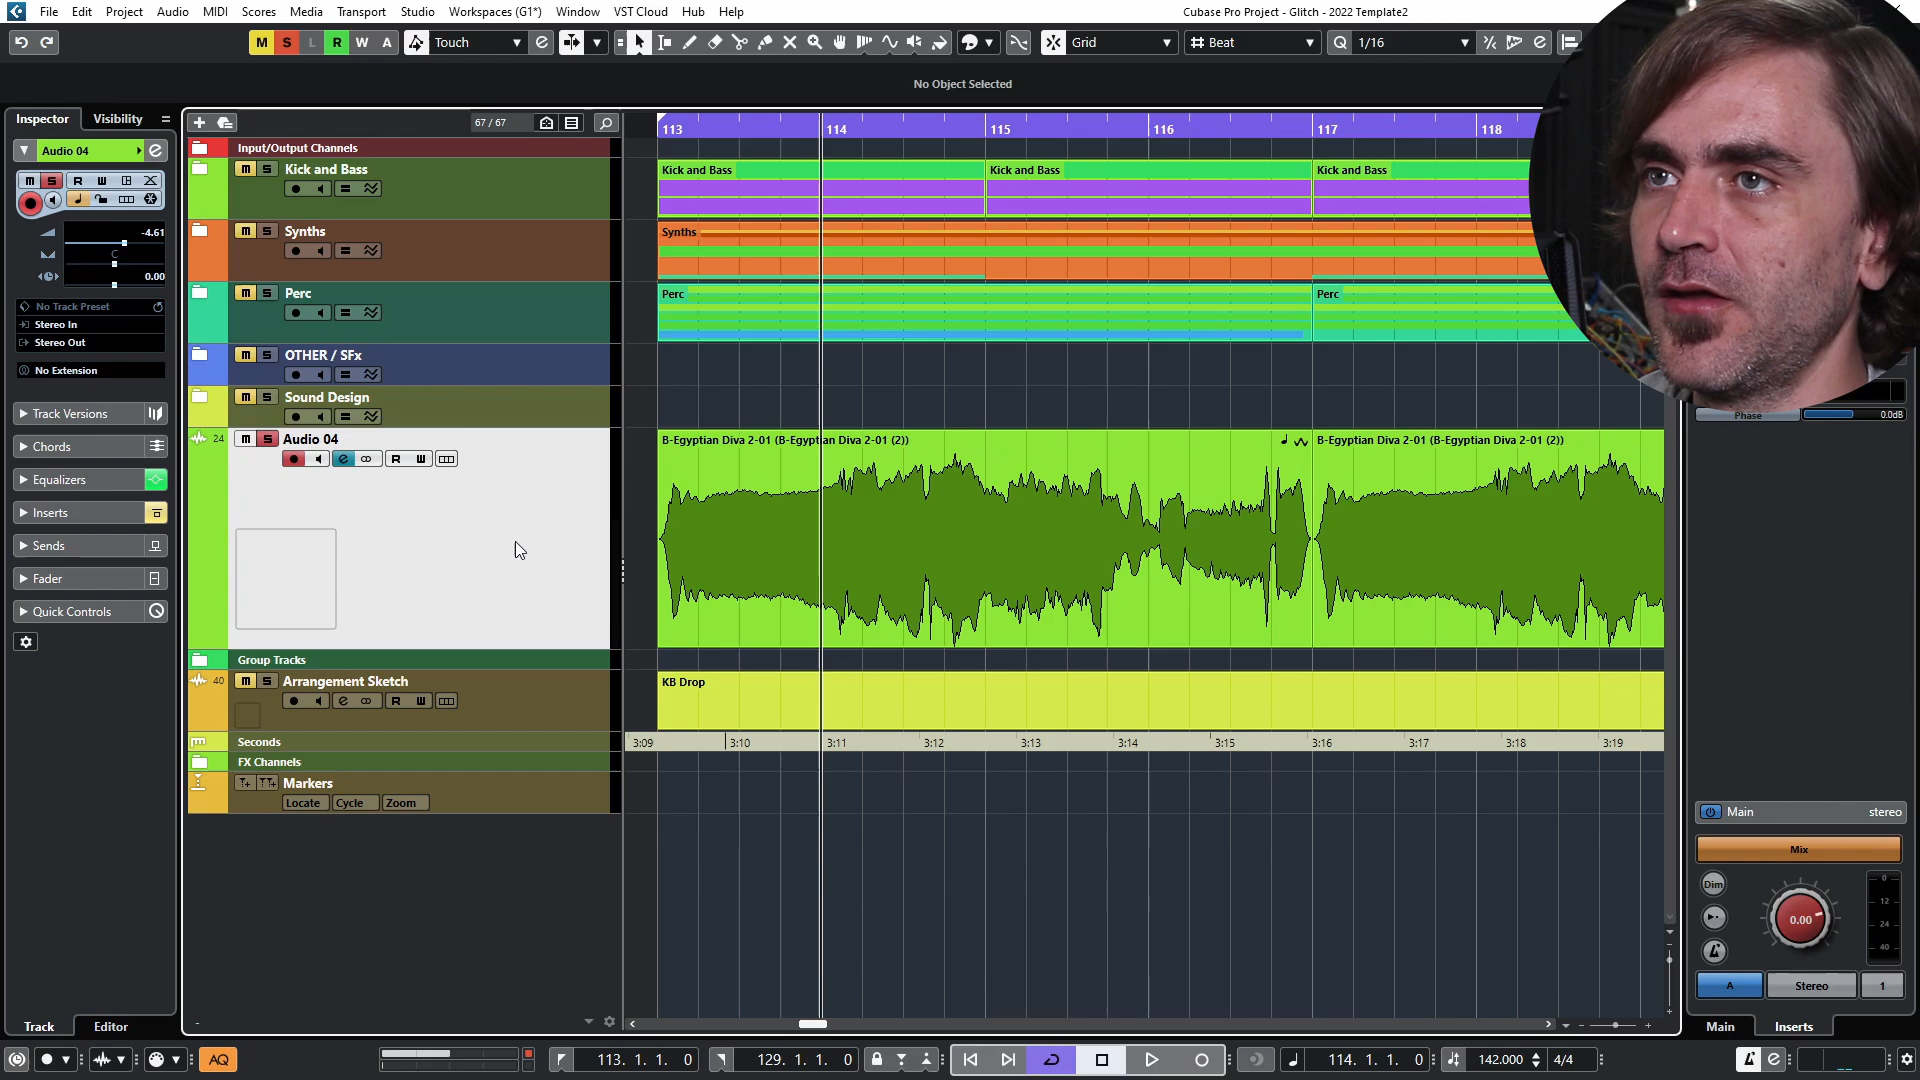 File Edit Project Audio MIDI Scores Media Transport Studio Workspaces (G1*) Window VST Cloud Hub Help
Cubase Pro Project - Glitch - 2022 Template2
M S L R W A Touch Grid Beat Q 1/16
No Object Selected
Inspector Visibility
67 / 67
113 114 115 116 117 118
Input/Output Channels
Audio 04
M S Kick and Bass
Kick and Bass Kick and Bass Kick and Bass
M S R W
-4.61
C
0.00
M S Synths
Synths
M S Perc
Perc Perc
No Track Preset
Stereo In
Stereo Out
No Extension
M S OTHER / SFx
M S Sound Design
Phase 0.0dB
Track Versions
Chords
Equalizers
Inserts
Sends
Fader
Quick Controls
24 M S Audio 04
R W
B-Egyptian Diva 2-01 (B-Egyptian Diva 2-01 (2)) B-Egyptian Diva 2-01 (B-Egyptian Diva 2-01 (2))
Group Tracks
40 M S Arrangement Sketch
R W
KB Drop
Seconds
3:09 3:10 3:11 3:12 3:13 3:14 3:15 3:16 3:17 3:18 3:19
FX Channels
Markers
Locate Cycle Zoom
Main stereo
Mix
Dim
0.00
0
12
24
40
A Stereo 1
Track Editor
Main Inserts
AQ 113. 1. 1. 0 129. 1. 1. 0 114. 1. 1. 0 142.000 4/4